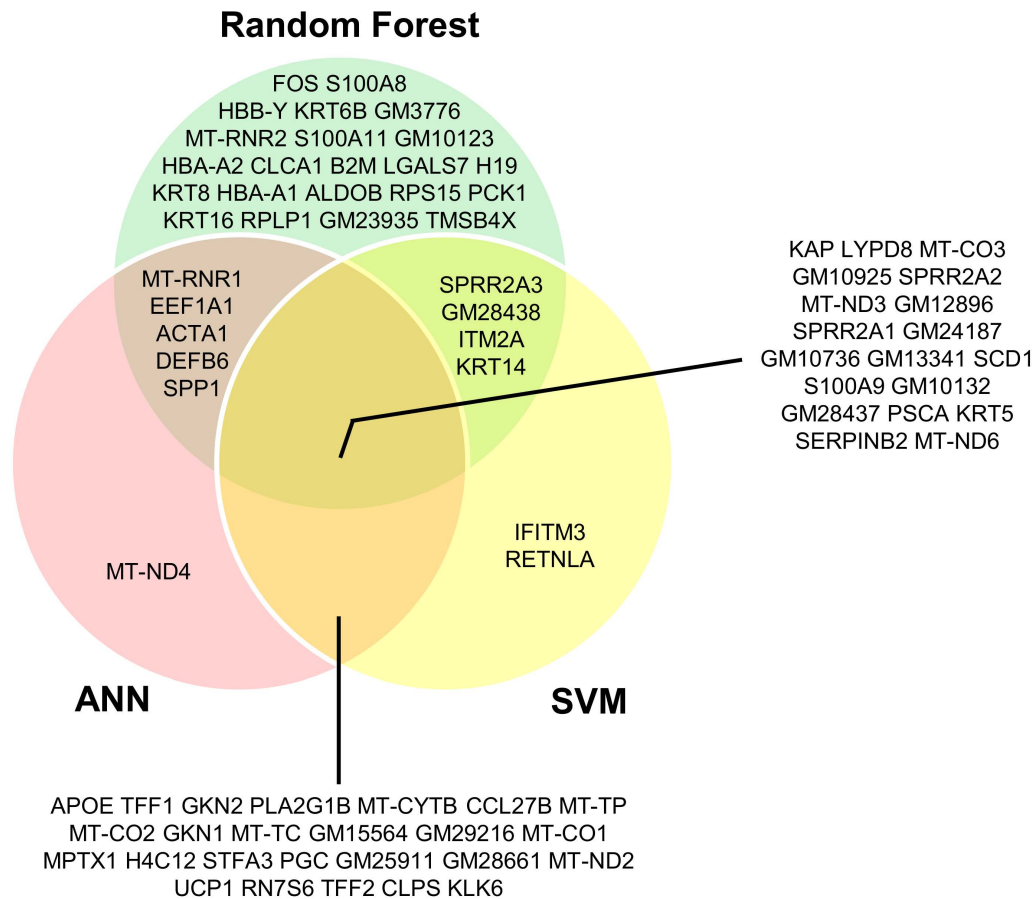 Random Forest
FOS S100A8
HBB-Y KRT6B GM3776
MT-RNR2 S100A11 GM10123
HBA-A2 CLCA1 B2M LGALS7 H19
KRT8 HBA-A1 ALDOB RPS15 PCK1
KRT16 RPLP1 GM23935 TMSB4X
MT-RNR1
EEF1A1
ACTA1
DEFB6
SPP1
SPRR2A3
GM28438
ITM2A
KRT14
KAP LYPD8 MT-CO3
GM10925 SPRR2A2
MT-ND3 GM12896
SPRR2A1 GM24187
GM10736 GM13341 SCD1
S100A9 GM10132
GM28437 PSCA KRT5
SERPINB2 MT-ND6
IFITM3
RETNLA
MT-ND4
ANN
SVM
APOE TFF1 GKN2 PLA2G1B MT-CYTB CCL27B MT-TP
MT-CO2 GKN1 MT-TC GM15564 GM29216 MT-CO1
MPTX1 H4C12 STFA3 PGC GM25911 GM28661 MT-ND2
UCP1 RN7S6 TFF2 CLPS KLK6